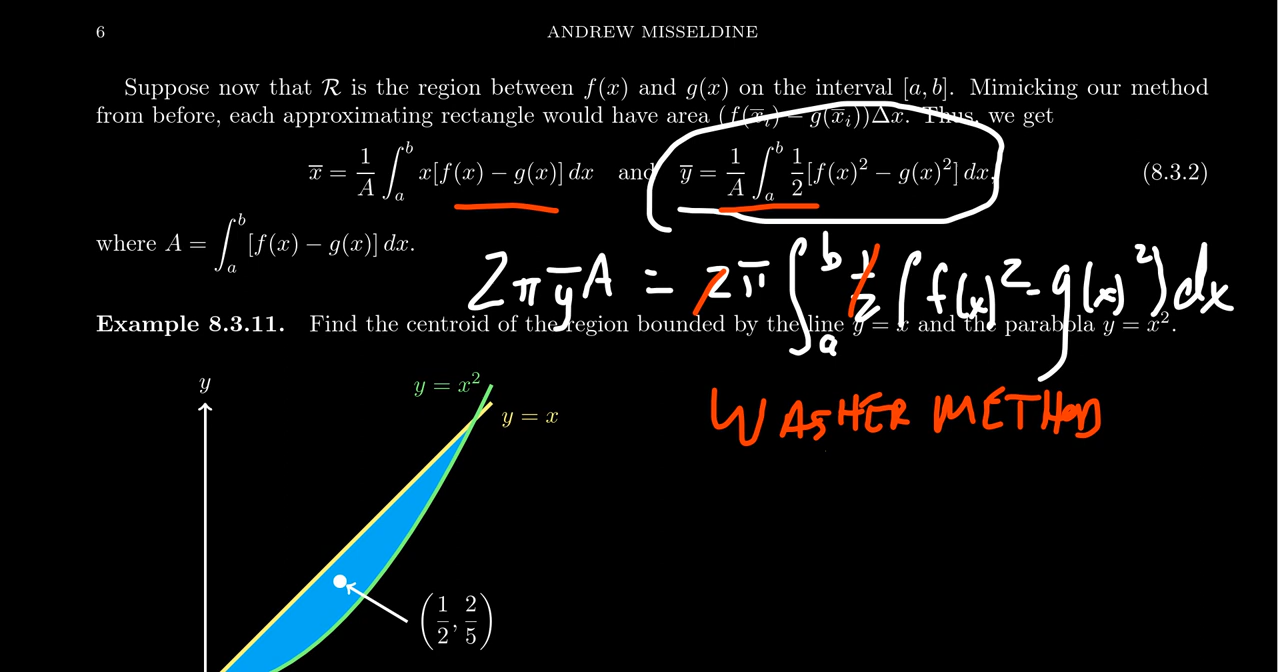 6 ANDREW MISSELDINE
Suppose now that ℛ is the region between f(x) and g(x) on the interval [a, b]. Mimicking our method
from before, each approximating rectangle would have area (f(x̅ᵢ) − g(x̅ᵢ))Δx. Thus, we get
x̅ = 1/A ∫ₐᵇ x[f(x) − g(x)] dx and y̅ = 1/A ∫ₐᵇ 1/2 [f(x)² − g(x)²] dx, (8.3.2)
where A = ∫ₐᵇ [f(x) − g(x)] dx.
2π y̅ A = 2π ∫ₐᵇ 1/2 (f(x)² - g(x)²) dx
Example 8.3.11. Find the centroid of the region bounded by the line y = x and the parabola y = x².
WASHER METHOD
y
y = x²
y = x
(1/2, 2/5)